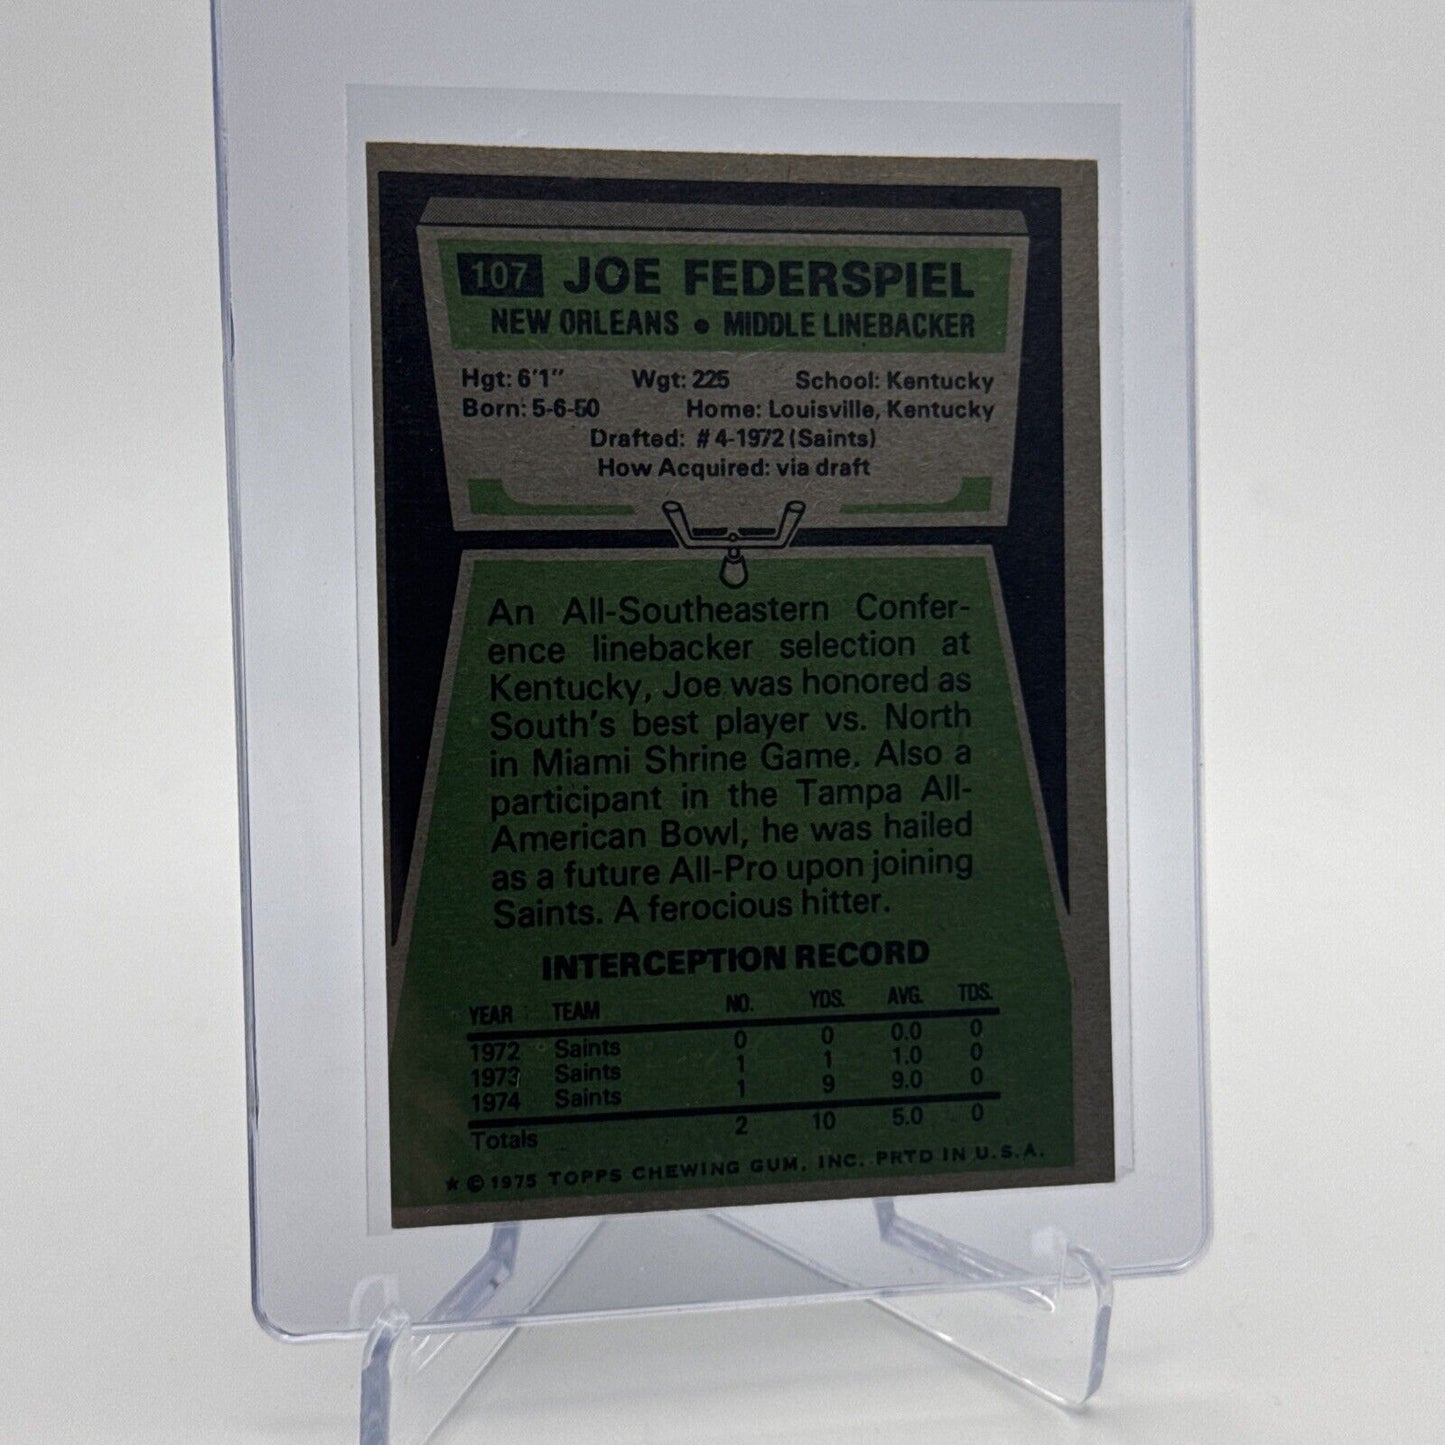 107 JOE FEDERSPIEL
NEW ORLEANS • MIDDLE LINEBACKER
Hgt: 6'1" Wgt: 225 School: Kentucky
Born: 5-6-50 Home: Louisville, Kentucky
Drafted: #4-1972 (Saints)
How Acquired: via draft
An All-Southeastern Confer-
ence linebacker selection at
Kentucky, Joe was honored as
South's best player vs. North
in Miami Shrine Game. Also a
participant in the Tampa All-
American Bowl, he was hailed
as a future All-Pro upon joining
Saints. A ferocious hitter.
INTERCEPTION RECORD
YEAR TEAM NO. YDS. AVG. TDS.
1972 Saints 0 0 0.0 0
1973 Saints 1 1 1.0 0
1974 Saints 1 9 9.0 0
Totals 2 10 5.0 0
★ © 1975 TOPPS CHEWING GUM, INC. PRTD IN U.S.A.